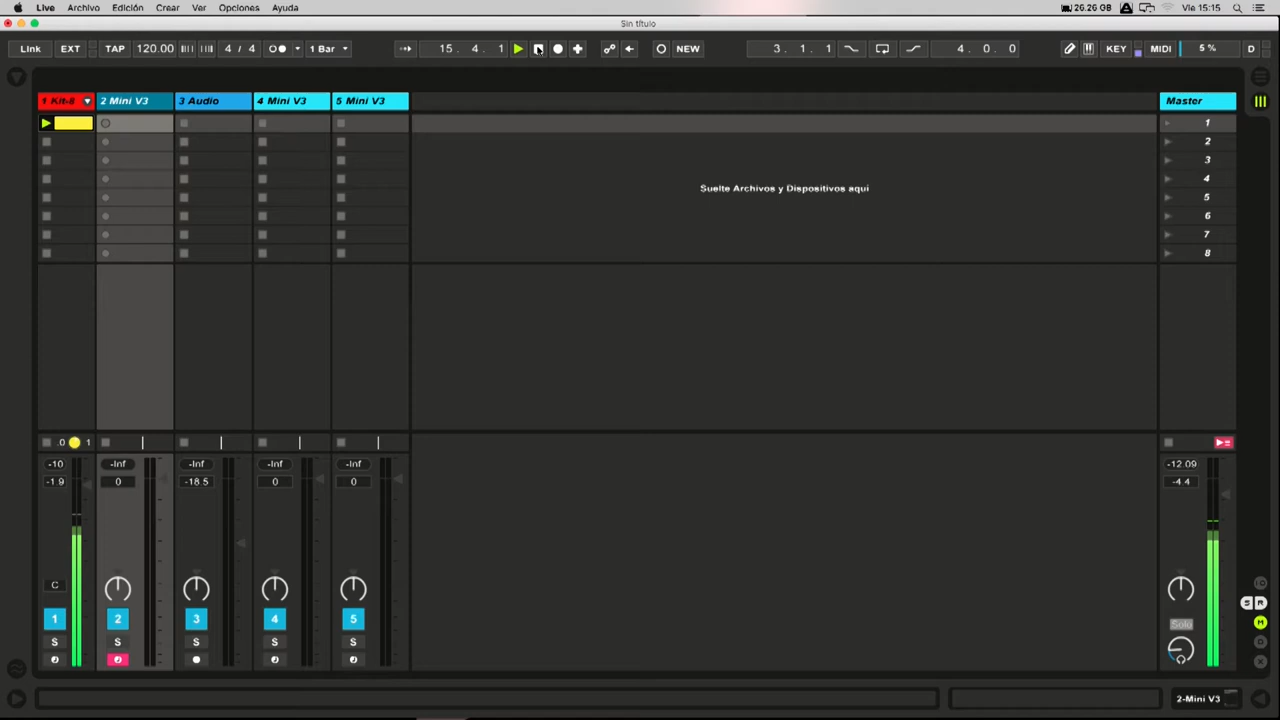 Live Archivo Edición Crear Ver Opciones Ayuda 26.26 GB Vie 15:15
Sin título
Link EXT TAP 120.00 4 / 4 1 Bar 15. 4. 1 NEW 3. 1. 1 4. 0. 0 KEY MIDI 5 % D
1 Kit-8 2 Mini V3 3 Audio 4 Mini V3 5 Mini V3 Master
1
2
3
4
5
6
7
8
Suelte Archivos y Dispositivos aquí
.0 1
-10 -Inf -Inf -Inf -Inf -12.09
-1.9 0 -18.5 0 0 -4.4
C
1 2 3 4 5 Solo
S S S S S
S R
M
2-Mini V3